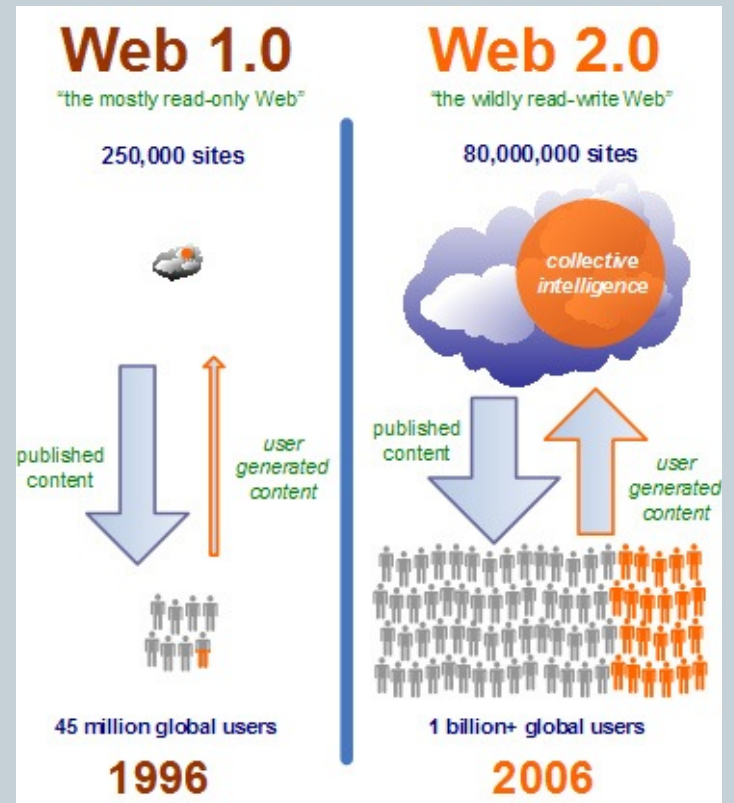 Web 1.0
"the mostly read-only Web"
250,000 sites
published
content
user
generated
content
45 million global users
1996
Web 2.0
"the wildly read-write Web"
80,000,000 sites
collective
intelligence
published
content
user
generated
content
1 billion+ global users
2006